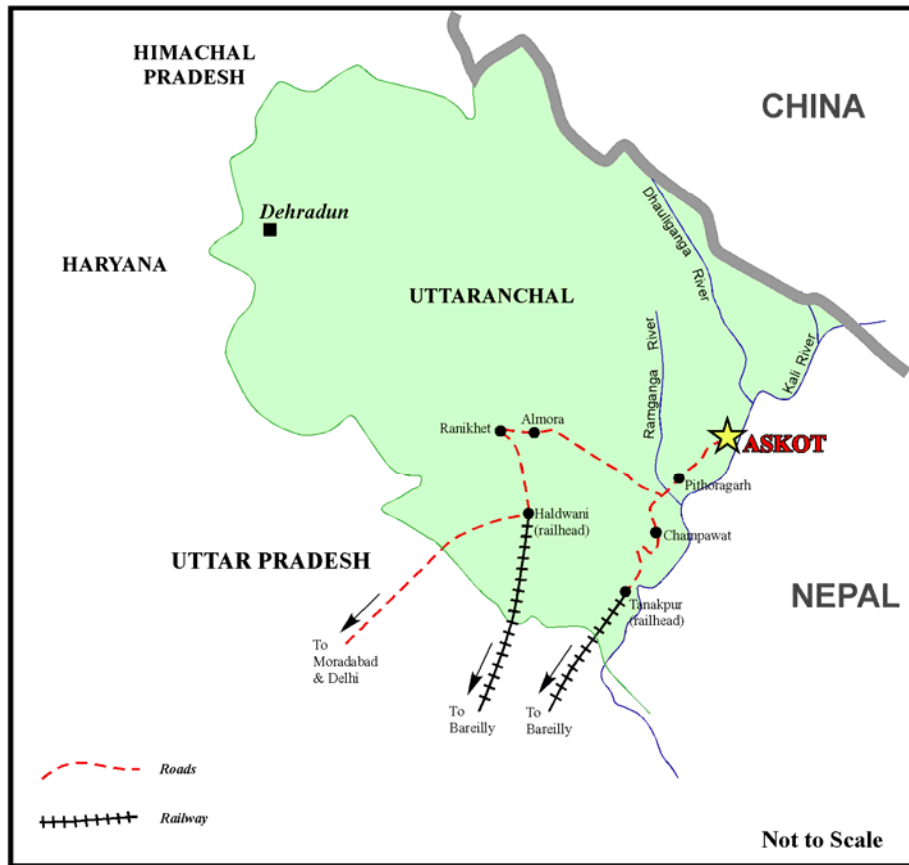 HIMACHAL
PRADESH
CHINA
Dehradun
HARYANA
UTTARANCHAL
Dhauliganga River
Ramganga River
Kali River
Ranikhet
Almora
ASKOT
Pithoragarh
Haldwani
(railhead)
Champawat
UTTAR PRADESH
NEPAL
Tanakpur
(railhead)
To
Moradabad
& Delhi
To
Bareilly
To
Bareilly
Roads
Railway
Not to Scale